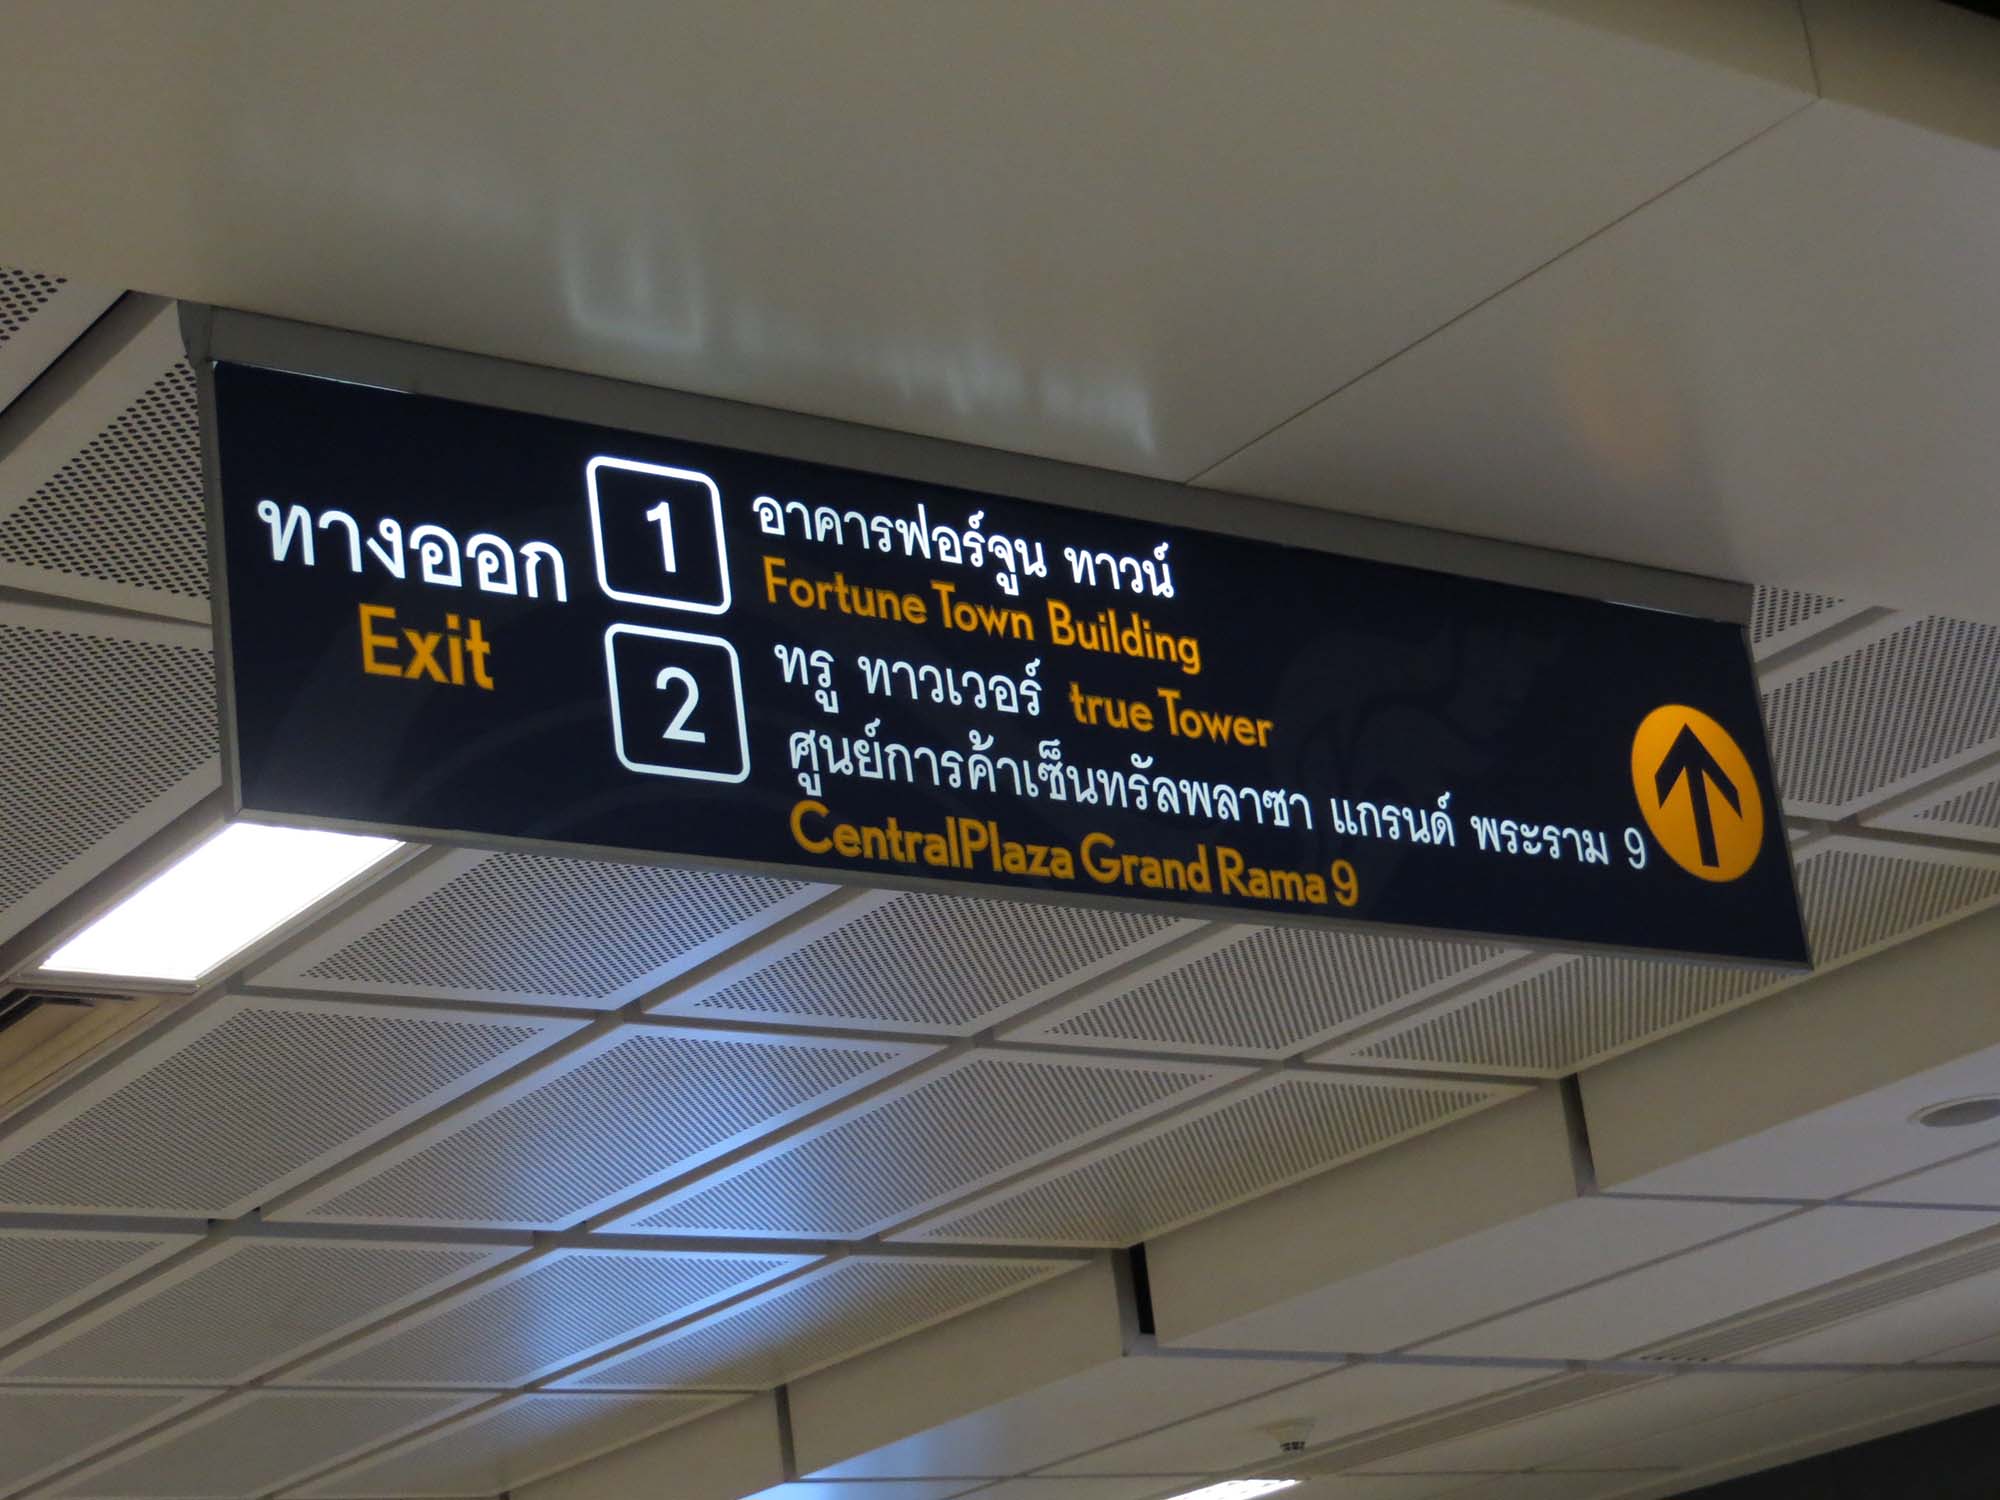 ทางออก
Exit
1 อาคารฟอร์จูน ทาวน์
Fortune Town Building
2 ทรู ทาวเวอร์ true Tower
ศูนย์การค้าเซ็นทรัลพลาซา แกรนด์ พระราม 9
CentralPlaza Grand Rama 9